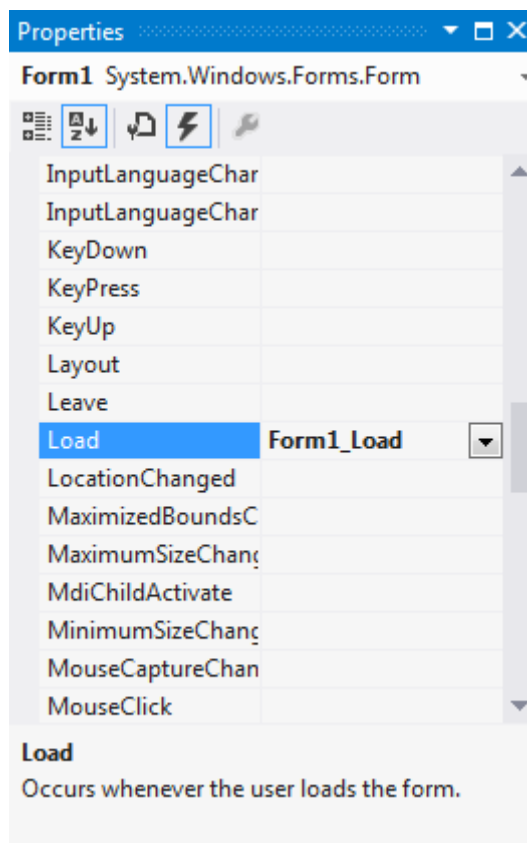 Properties
Form1 System.Windows.Forms.Form
InputLanguageChar
InputLanguageChar
KeyDown
KeyPress
KeyUp
Layout
Leave
Load Form1_Load
LocationChanged
MaximizedBoundsC
MaximumSizeChang
MdiChildActivate
MinimumSizeChang
MouseCaptureChan
MouseClick
Load
Occurs whenever the user loads the form.